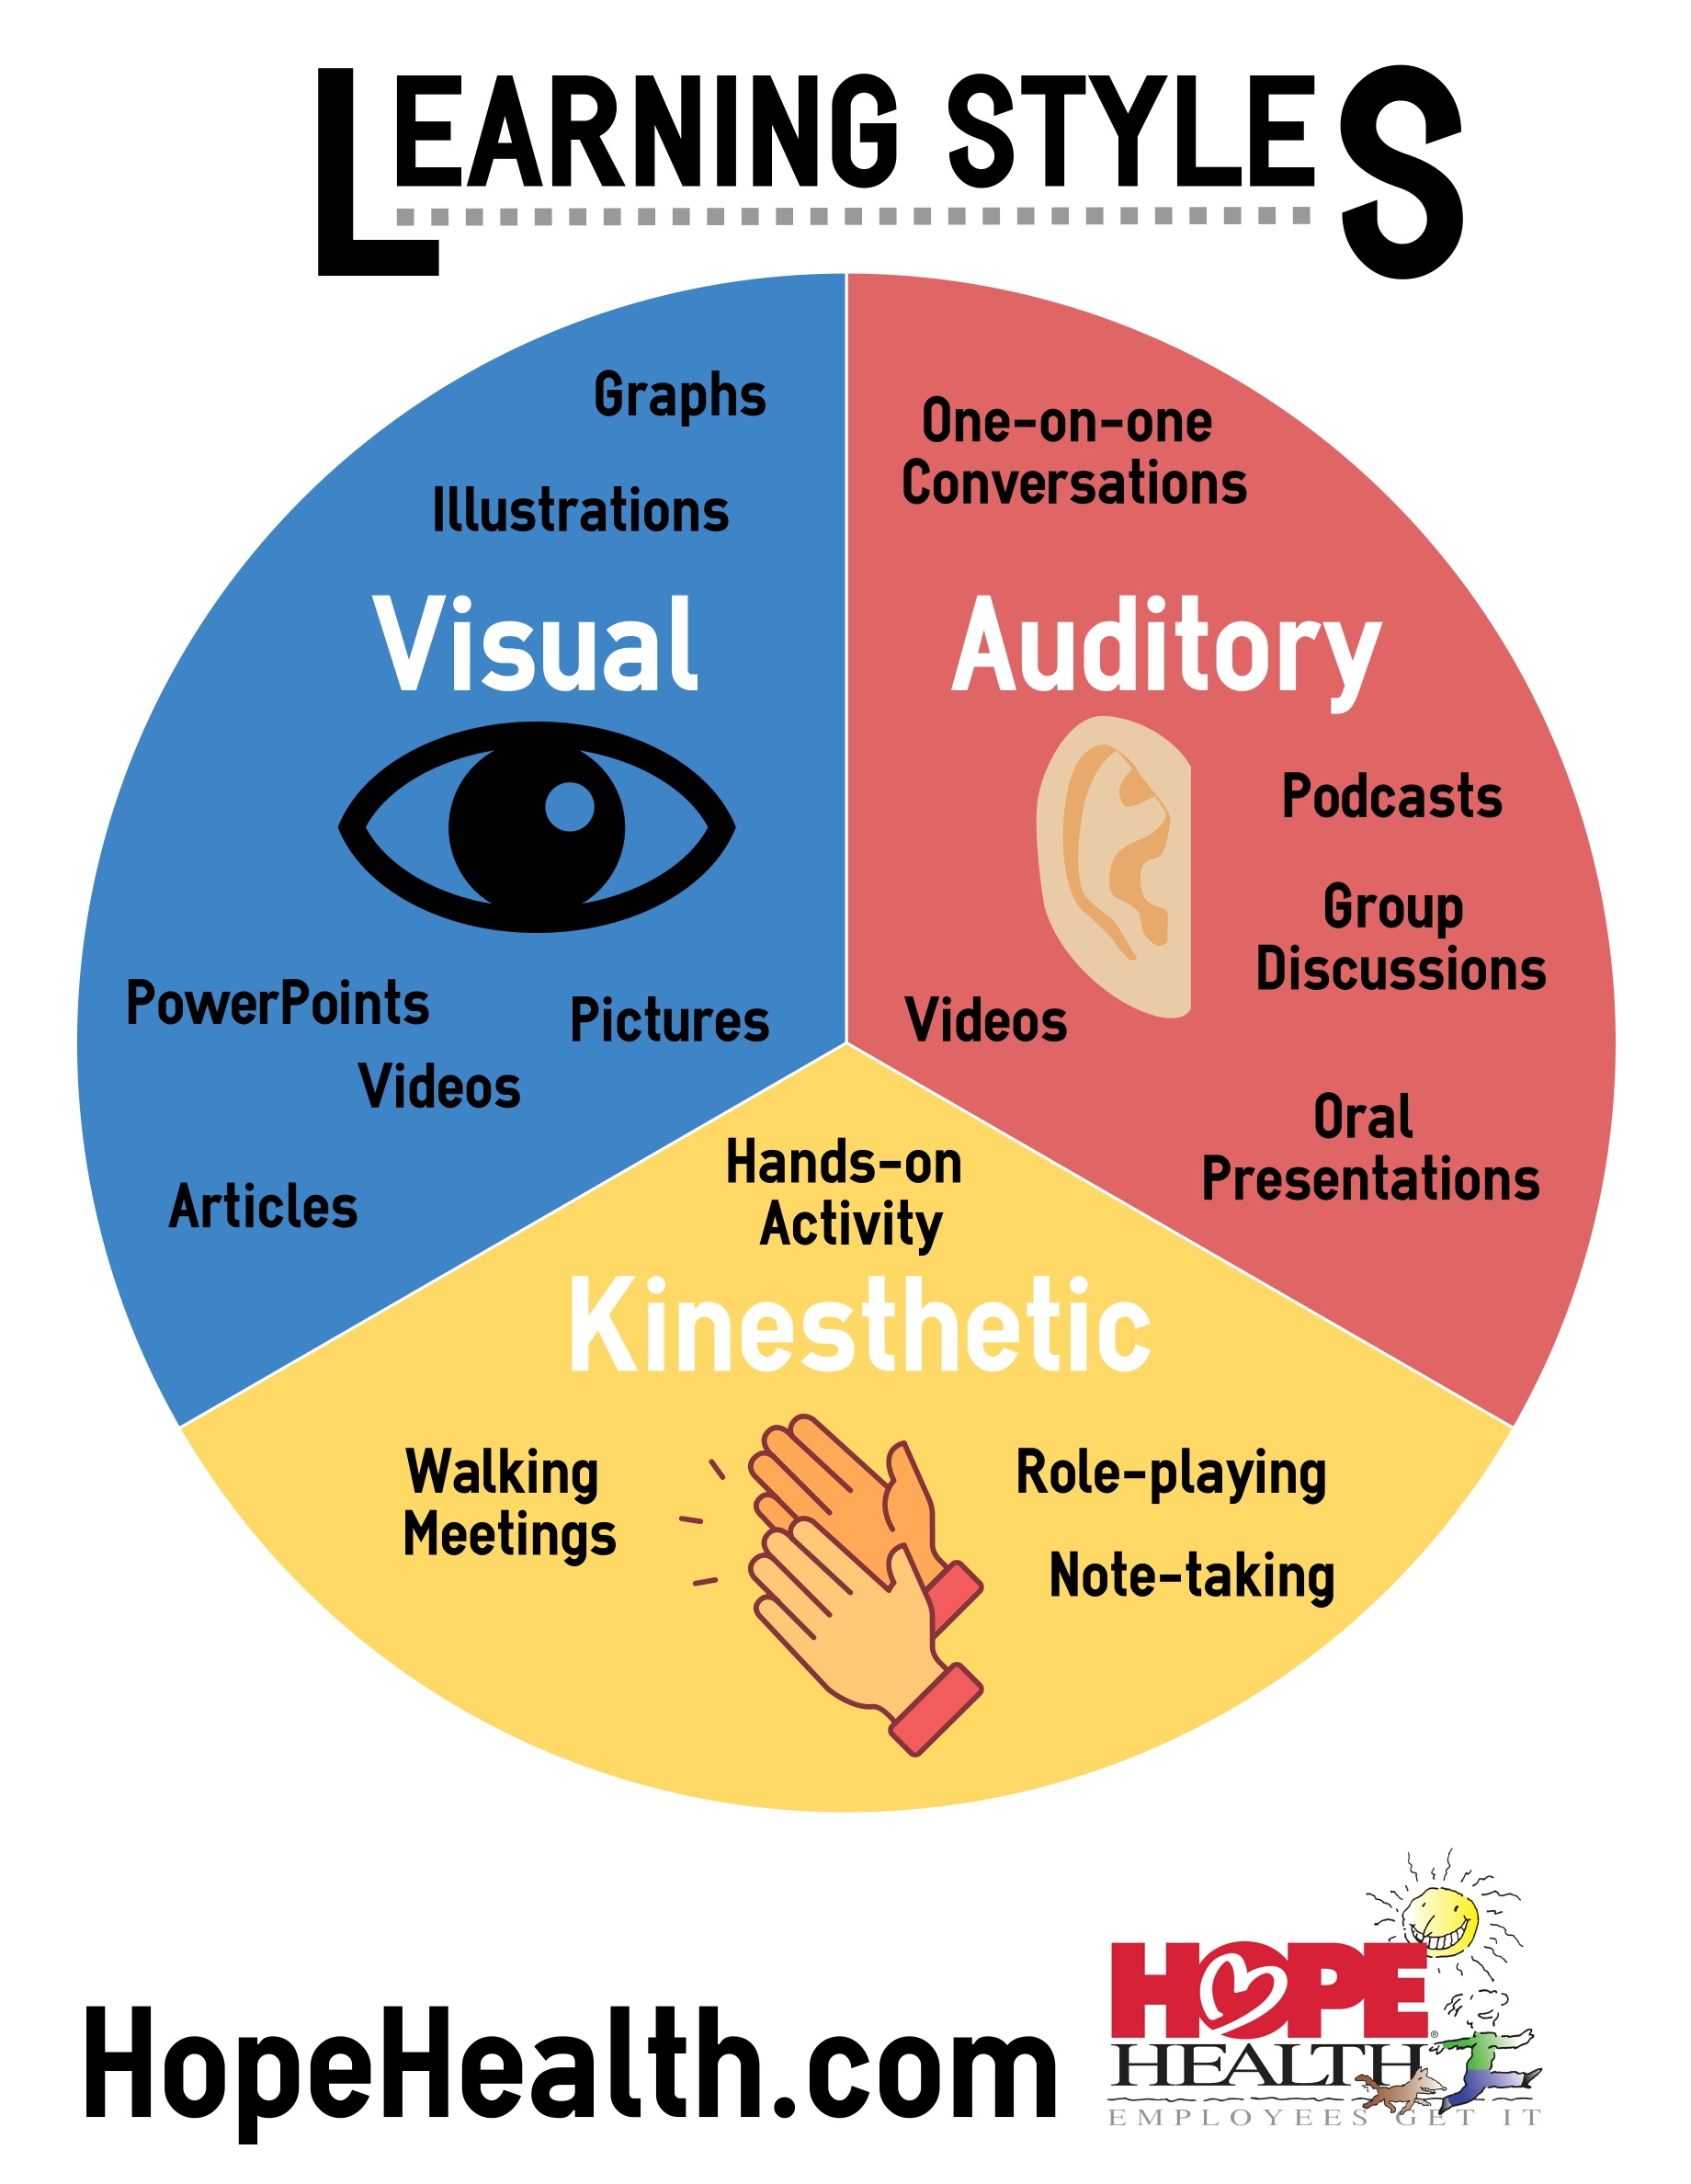 LEARNING STYLES
Graphs
Illustrations
Visual
PowerPoints
Pictures
Videos
Articles
One-on-one
Conversations
Auditory
Podcasts
Group
Discussions
Videos
Oral
Presentations
Hands-on
Activity
Kinesthetic
Walking
Meetings
Role-playing
Note-taking
HopeHealth.com
HOPE
HEALTH®
EMPLOYEES GET IT